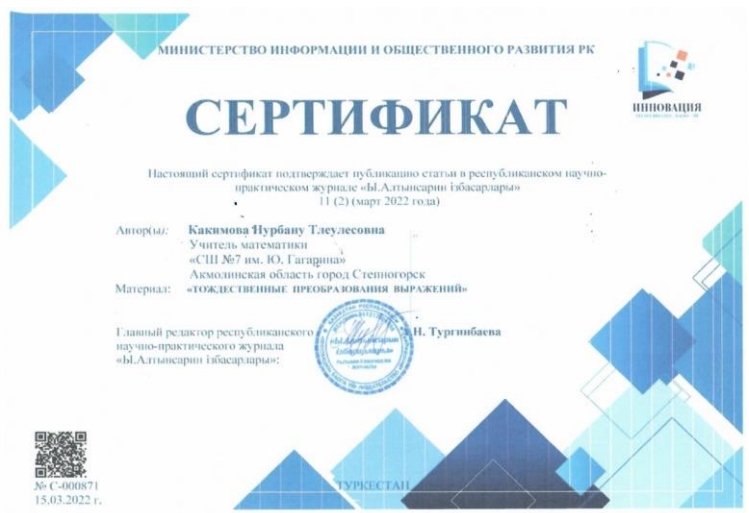 МИНИСТЕРСТВО ИНФОРМАЦИИ И ОБЩЕСТВЕННОГО РАЗВИТИЯ РК
ИННОВАЦИЯ
СЕРТИФИКАТ
Настоящий сертификат подтверждает публикацию статьи в республиканском научно-
практическом журнале «Ы.Алтынсарин ізбасарлары»
11 (2) (март 2022 года)
Автор(ы): Какимова Нурбану Тлеулесовна
Учитель математики
«СШ №7 им. Ю. Гагарина»
Акмолинская область город Степногорск
Материал: «ТОЖДЕСТВЕННЫЕ ПРЕОБРАЗОВАНИЯ ВЫРАЖЕНИЙ»
Главный редактор республиканского Н. Тургинбаева
научно-практического журнала
«Ы.Алтынсарин ізбасарлары»:
«Ы.Алтынсарин
ізбасарлары»
№ С-000871
15.03.2022 г.
ТУРКЕСТАН